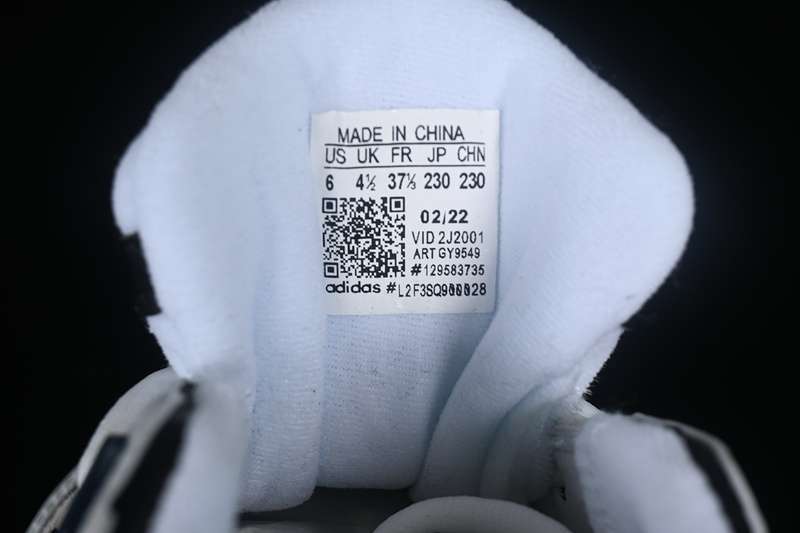 MADE IN CHINA
US UK FR JP CHN
6 4½ 37⅓ 230 230
02/22
VID 2J2001
ART GY9549
#129583735
adidas #L2F3SQ900028